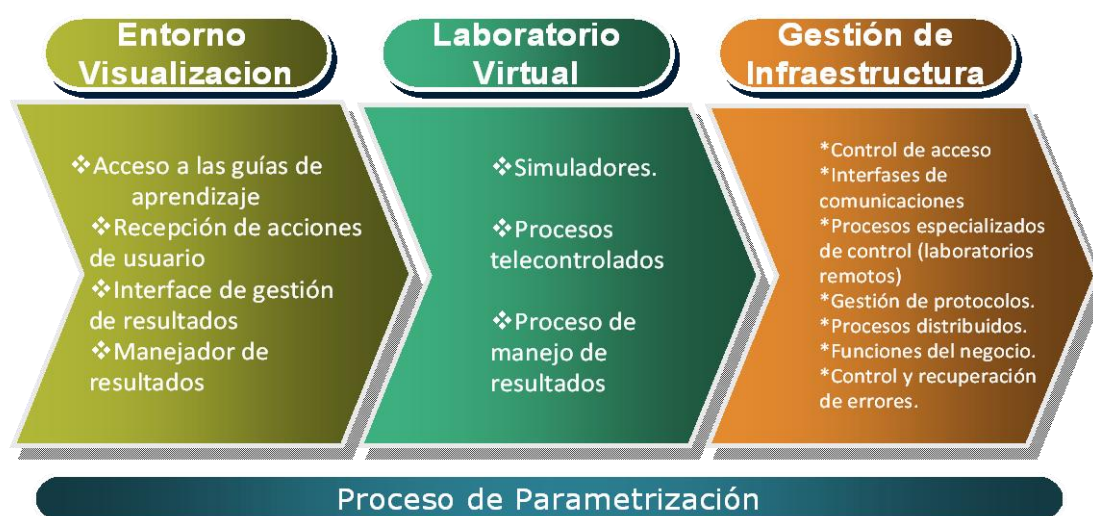 Entorno
Visualizacion
❖Acceso a las guías de
aprendizaje
❖Recepción de acciones
de usuario
❖Interface de gestión
de resultados
❖Manejador de
resultados
Laboratorio
Virtual
❖Simuladores.
❖Procesos
telecontrolados
❖Proceso de
manejo de
resultados
Gestión de
Infraestructura
*Control de acceso
*Interfases de
comunicaciones
*Procesos especializados
de control (laboratorios
remotos)
*Gestión de protocolos.
*Procesos distribuidos.
*Funciones del negocio.
*Control y recuperación
de errores.
Proceso de Parametrización